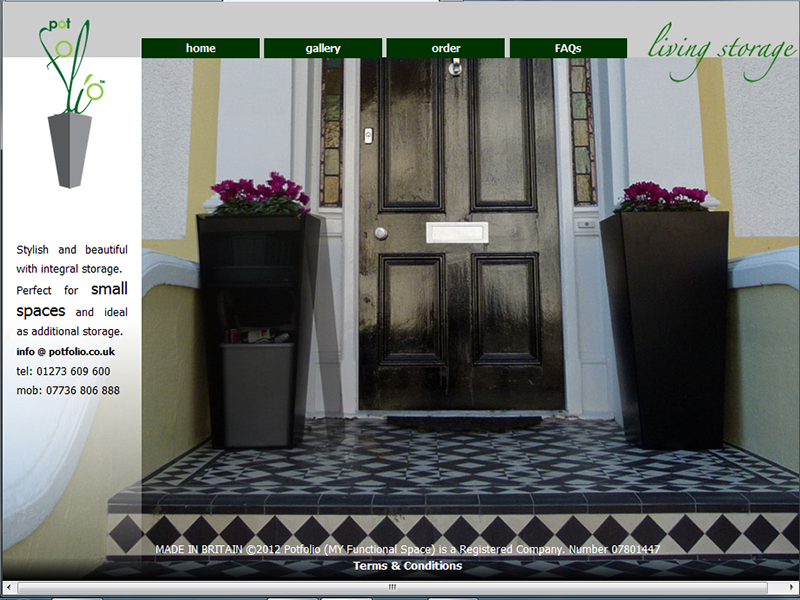 pot
folio™
home
gallery
order
FAQs
living storage
Stylish and beautiful
with integral storage.
Perfect for small
spaces and ideal
as additional storage.
info @ potfolio.co.uk
tel: 01273 609 600
mob: 07736 806 888
MADE IN BRITAIN ©2012 Potfolio (MY Functional Space) is a Registered Company. Number 07801447
Terms & Conditions